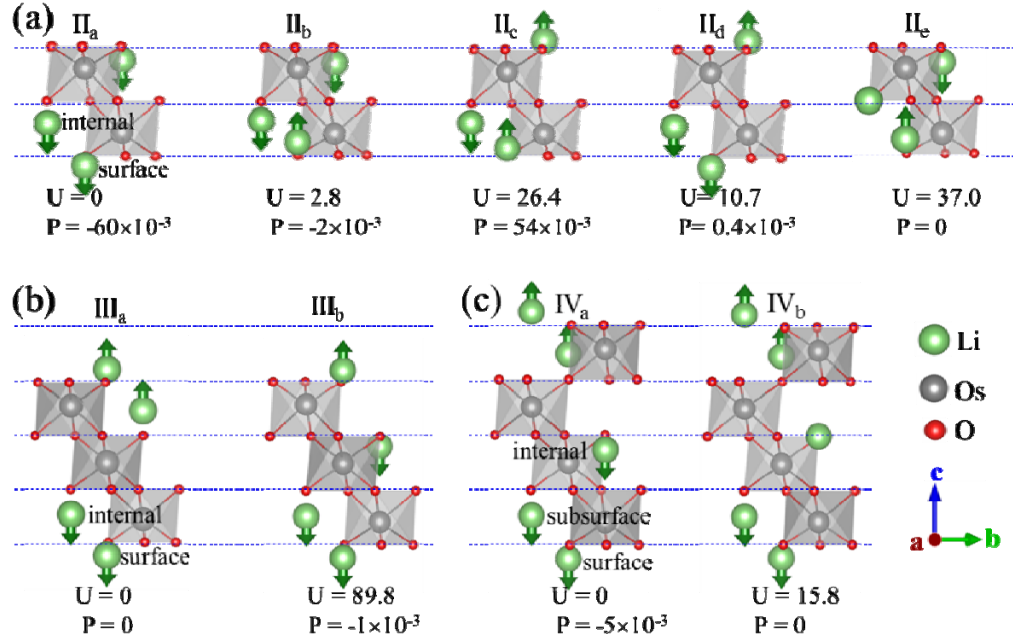 (a)
IIa IIb IIc IId IIe
internal
surface
U = 0 U = 2.8 U = 26.4 U = 10.7 U = 37.0
P = -60×10⁻³ P = -2×10⁻³ P = 54×10⁻³ P = 0.4×10⁻³ P = 0
(b) (c)
IIIa IIIb IVa IVb
Li
Os
O
internal
internal
subsurface
surface
surface
c
a b
U = 0 U = 89.8 U = 0 U = 15.8
P = 0 P = -1×10⁻³ P = -5×10⁻³ P = 0